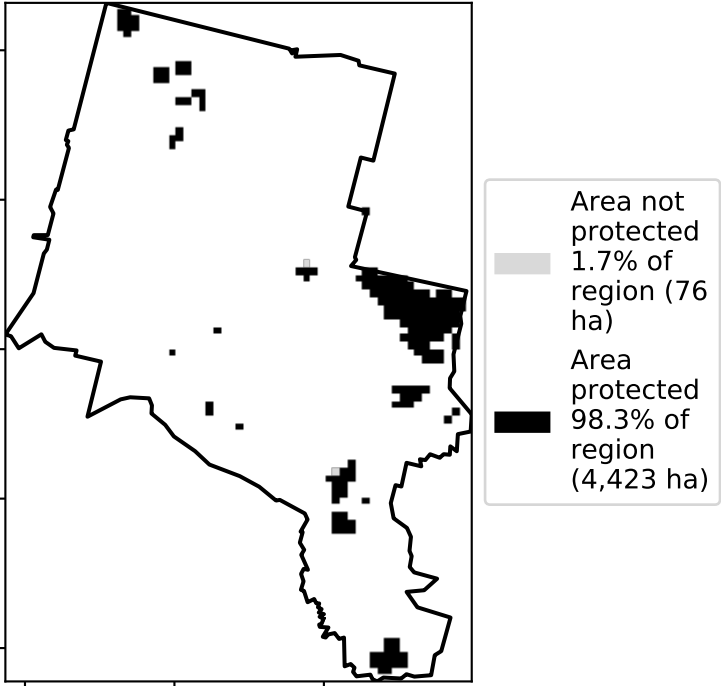 Area not
protected
1.7% of
region (76
ha)
Area
protected
98.3% of
region
(4,423 ha)